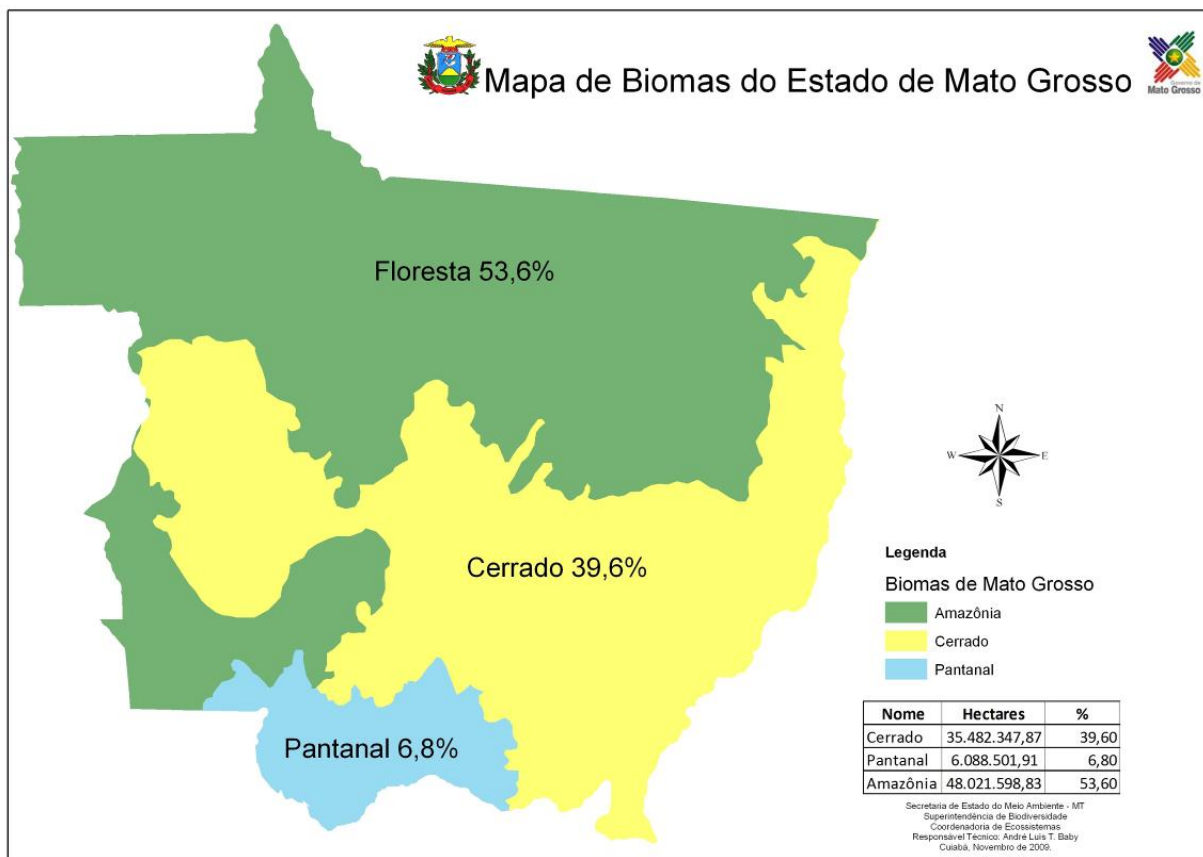 Mapa de Biomas do Estado de Mato Grosso
Governo de
Mato Grosso
Floresta 53,6%
Cerrado 39,6%
Pantanal 6,8%
N
W E
S
Legenda
Biomas de Mato Grosso
Amazônia
Cerrado
Pantanal
Nome Hectares %
Cerrado 35.482.347,87 39,60
Pantanal 6.088.501,91 6,80
Amazônia 48.021.598,83 53,60
Secretaria de Estado do Meio Ambiente - MT
Superintendência de Biodiversidade
Coordenadoria de Ecossistemas
Responsável Técnico: André Luis T. Baby
Cuiabá, Novembro de 2009.